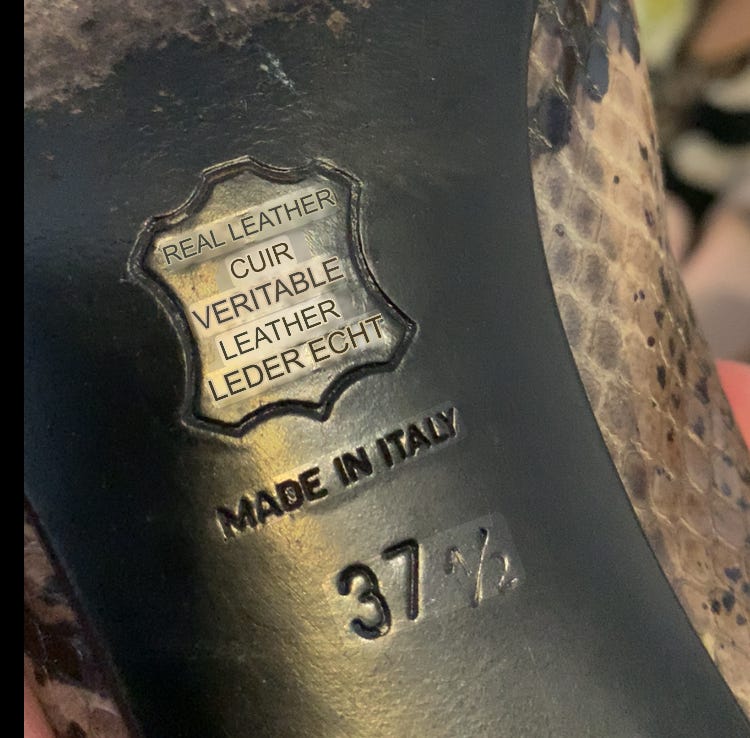 REAL LEATHER
CUIR
VERITABLE
LEATHER
LEDER ECHT
MADE IN ITALY
37 ½